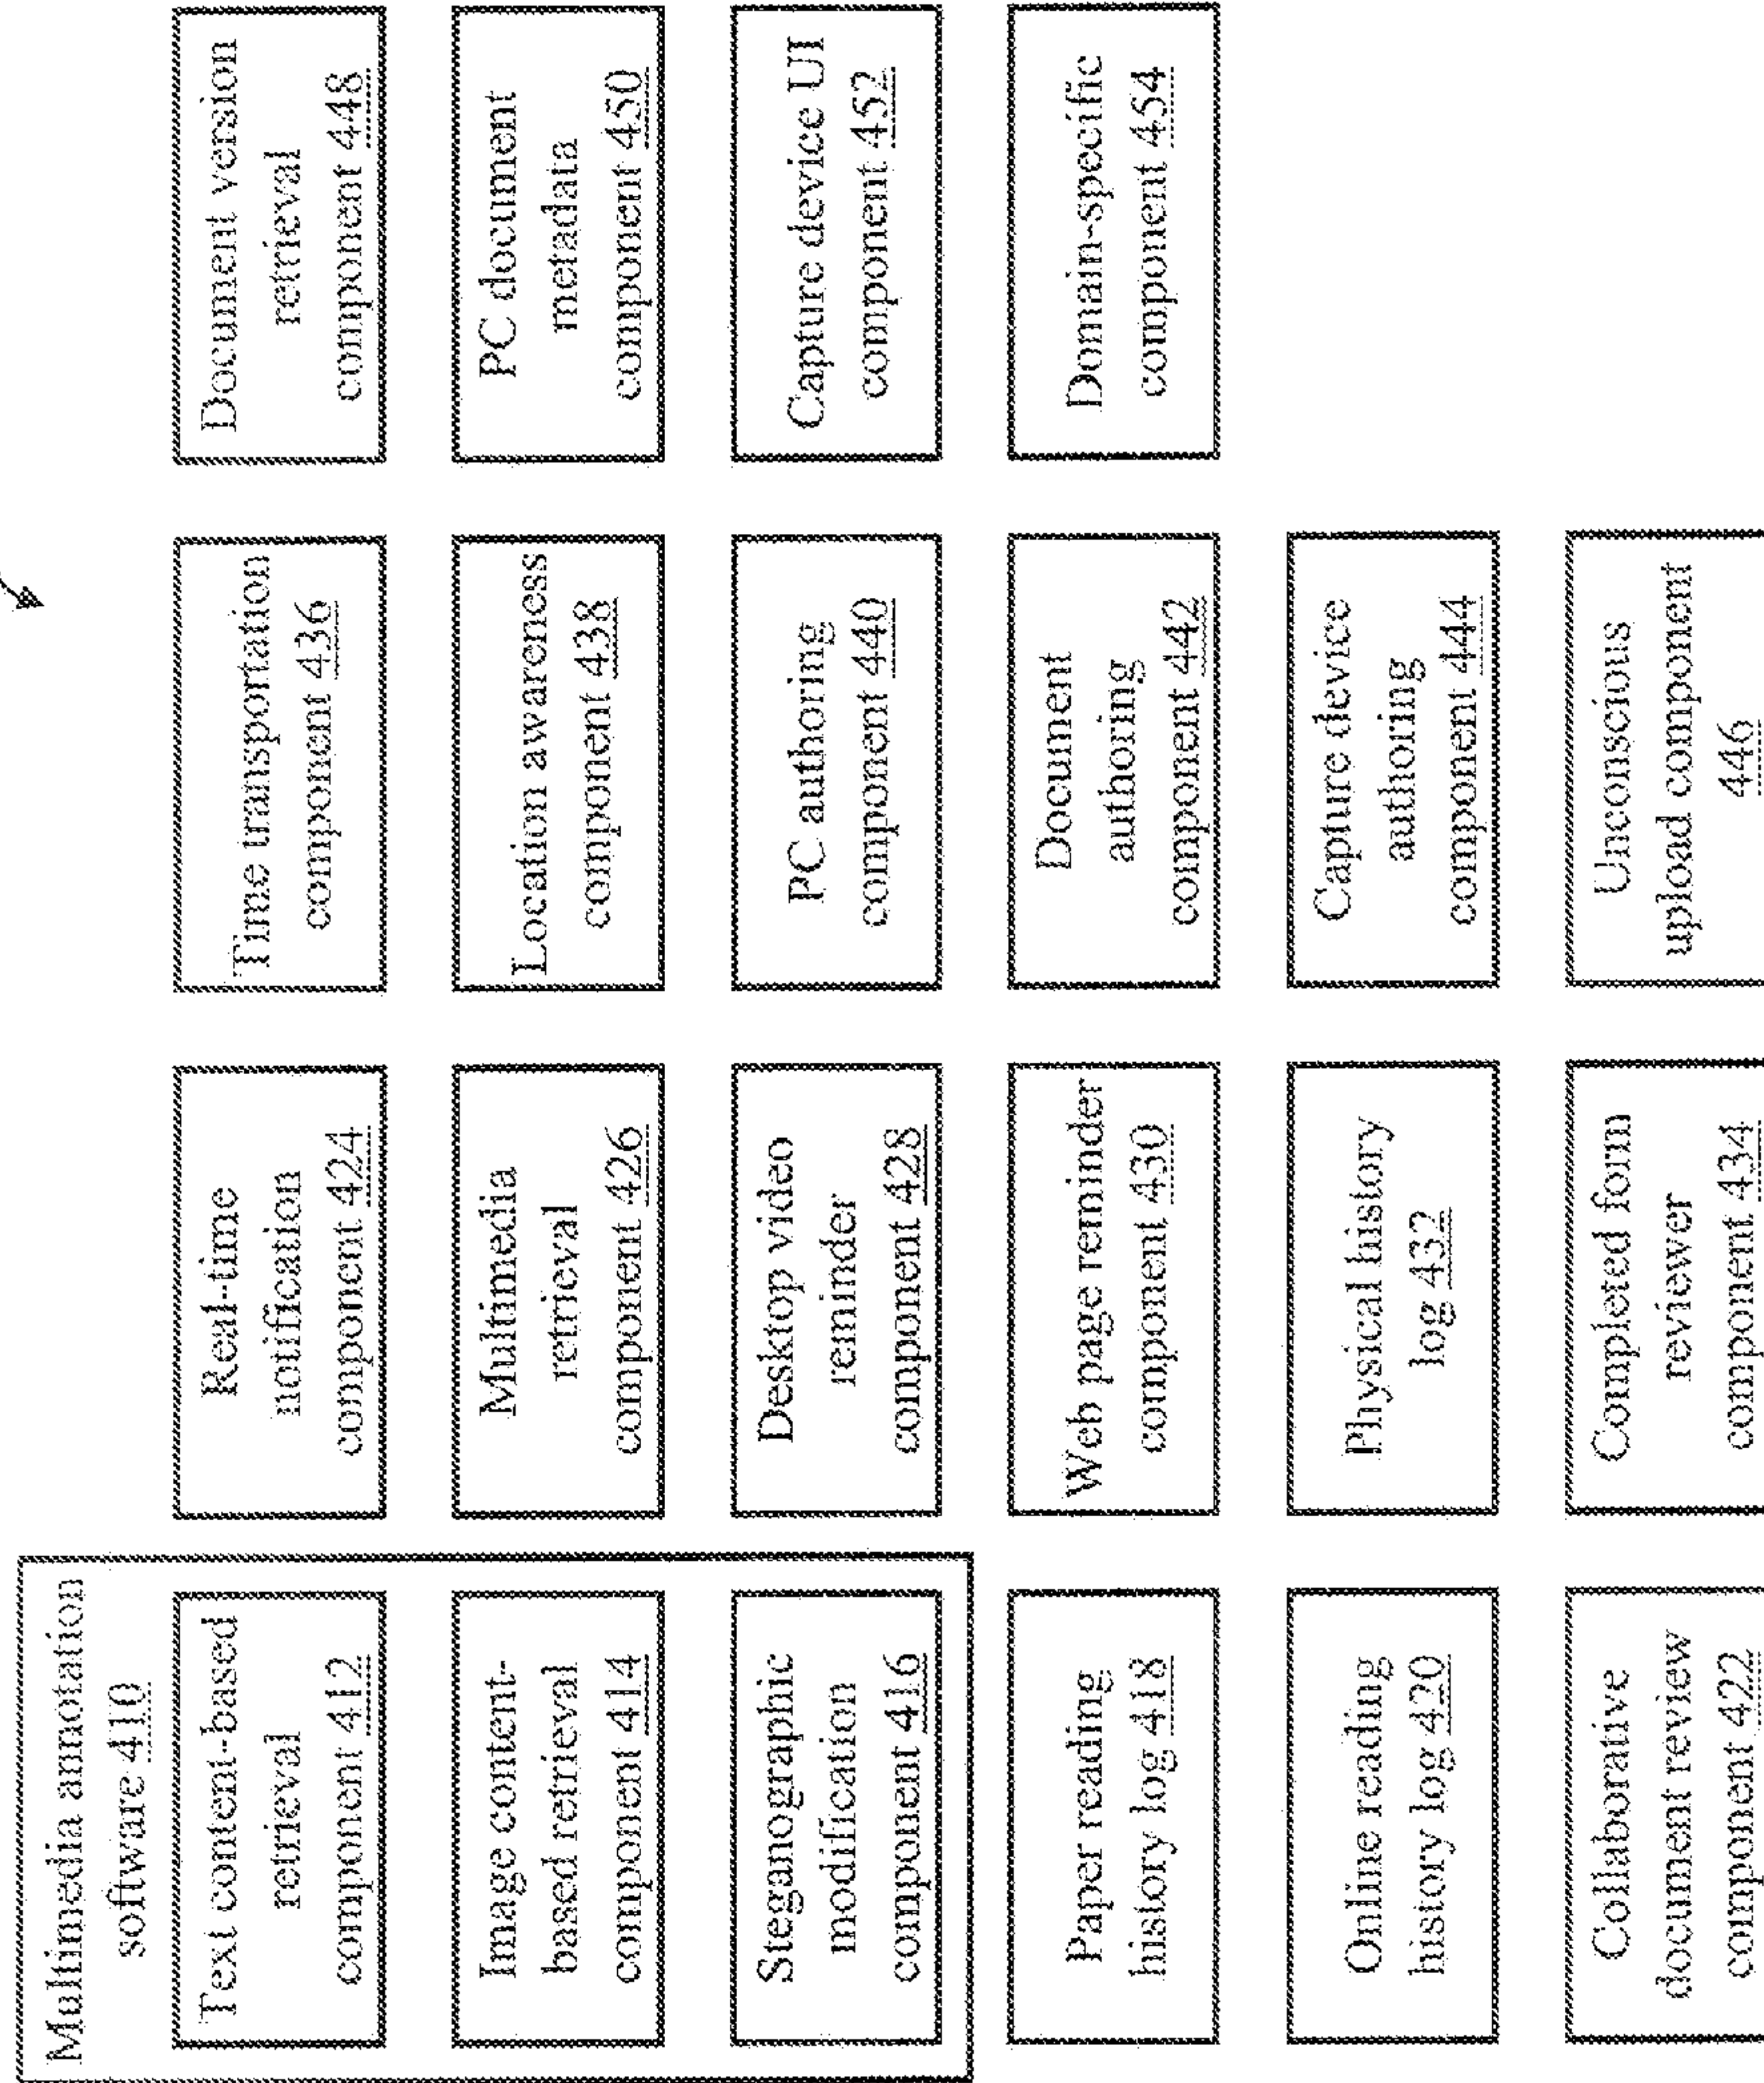 Multimedia annotation
software 410
Text content-based
retrieval
component 412
Image content-
based retrieval
component 414
Steganographic
modification
component 416
Paper reading
history log 418
Online reading
history log 420
Collaborative
document review
component 422
Real-time
notification
component 424
Multimedia
retrieval
component 426
Desktop video
reminder
component 428
Web page reminder
component 430
Physical history
log 432
Completed form
reviewer
component 434
Time transportation
component 436
Location awareness
component 438
PC authoring
component 440
Document
authoring
component 442
Capture device
authoring
component 444
Unconscious
upload component
446
Document version
retrieval
component 448
PC document
metadata
component 450
Capture device UI
component 452
Domain-specific
component 454